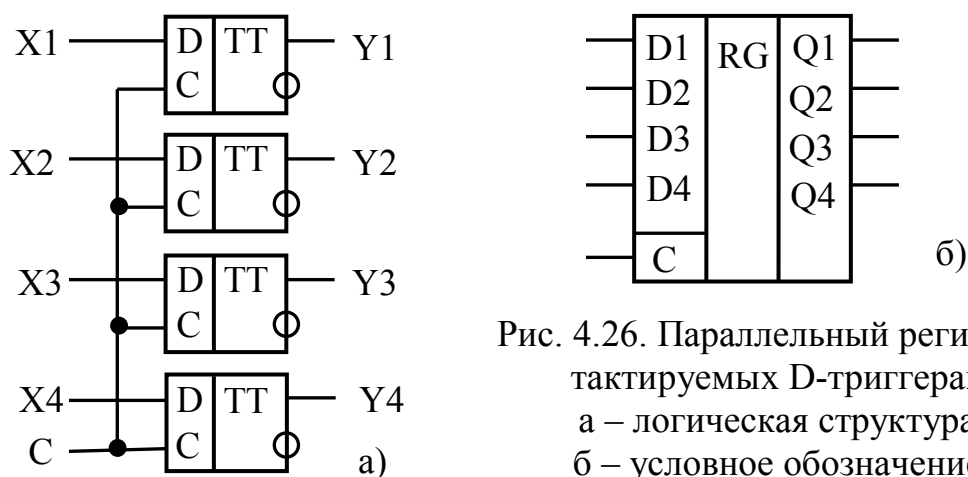 X1 D TT Y1
C
X2 D TT Y2
C
X3 D TT Y3
C
X4 D TT Y4
C C
а)
D1 RG Q1
D2 Q2
D3 Q3
D4 Q4
C
б)
Рис. 4.26. Параллельный реги
тактируемых D-триггера
а – логическая структура
б – условное обозначение